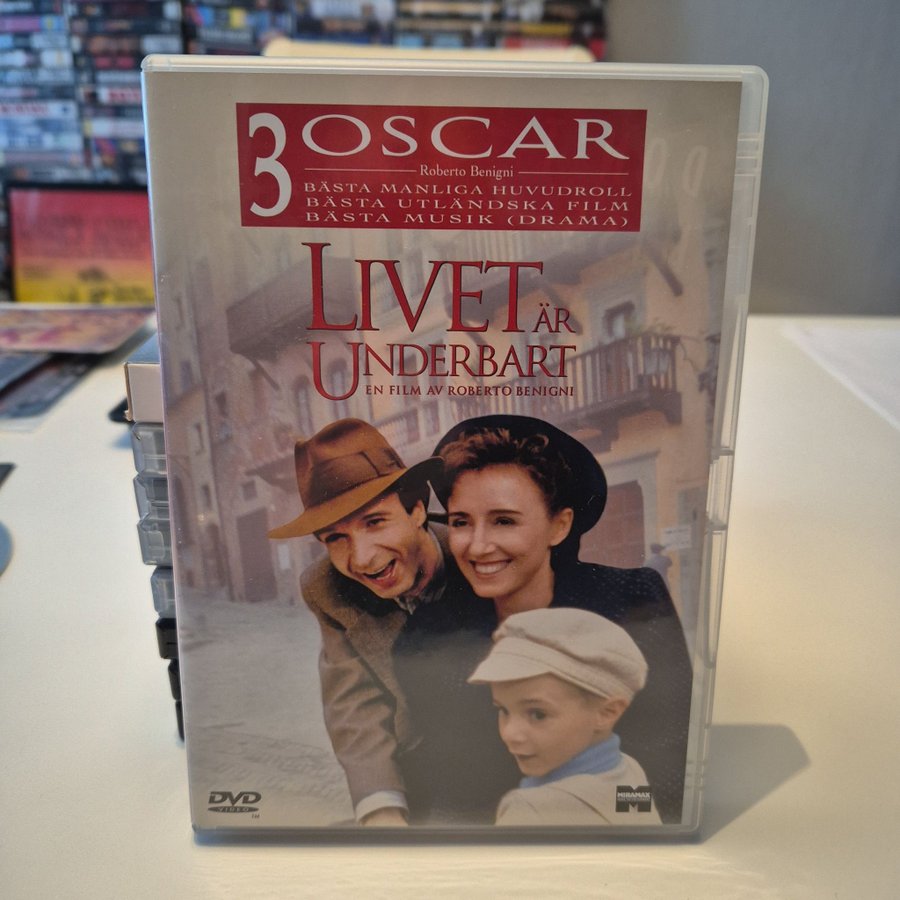 3 OSCAR
Roberto Benigni
BÄSTA MANLIGA HUVUDROLL
BÄSTA UTLÄNDSKA FILM
BÄSTA MUSIK (DRAMA)
LIVET ÄR
UNDERBART
EN FILM AV ROBERTO BENIGNI
DVD
VIDEO
MIRAMAX